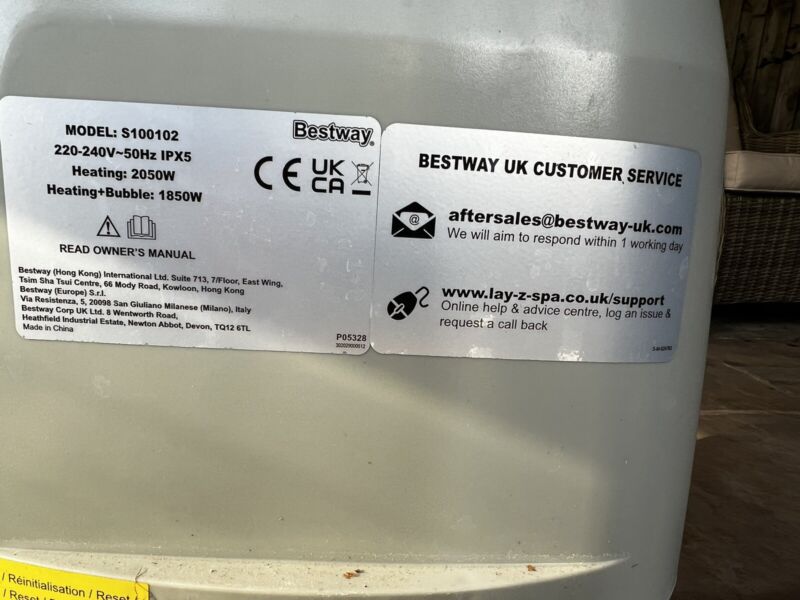 MODEL: S100102
220-240V~50Hz IPX5
Heating: 2050W
Heating+Bubble: 1850W
READ OWNER'S MANUAL
Bestway
CE UK CA
Bestway (Hong Kong) International Ltd. Suite 713, 7/Floor, East Wing,
Tsim Sha Tsui Centre, 66 Mody Road, Kowloon, Hong Kong
Bestway (Europe) S.r.l.
Via Resistenza, 5, 20098 San Giuliano Milanese (Milano), Italy
Bestway Corp UK Ltd. 8 Wentworth Road,
Heathfield Industrial Estate, Newton Abbot, Devon, TQ12 6TL
Made in China
P05328
BESTWAY UK CUSTOMER SERVICE
@
aftersales@bestway-uk.com
We will aim to respond within 1 working day
www.lay-z-spa.co.uk/support
Online help & advice centre, log an issue &
request a call back
/ Réinitialisation / Reset /
/ Reset /